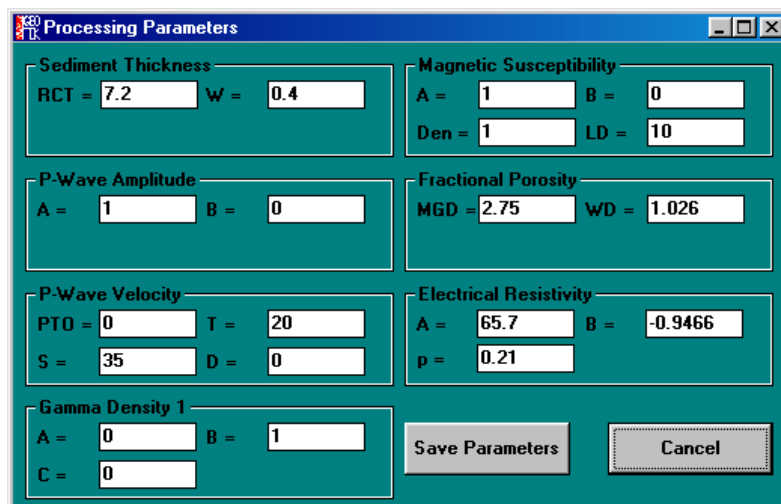 GEO
TEK
Processing Parameters
Sediment Thickness
RCT = 7.2 W = 0.4
Magnetic Susceptibility
A = 1 B = 0
Den = 1 LD = 10
P-Wave Amplitude
A = 1 B = 0
Fractional Porosity
MGD = 2.75 WD = 1.026
P-Wave Velocity
PTO = 0 T = 20
S = 35 D = 0
Electrical Resistivity
A = 65.7 B = -0.9466
p = 0.21
Gamma Density 1
A = 0 B = 1
C = 0
Save Parameters
Cancel